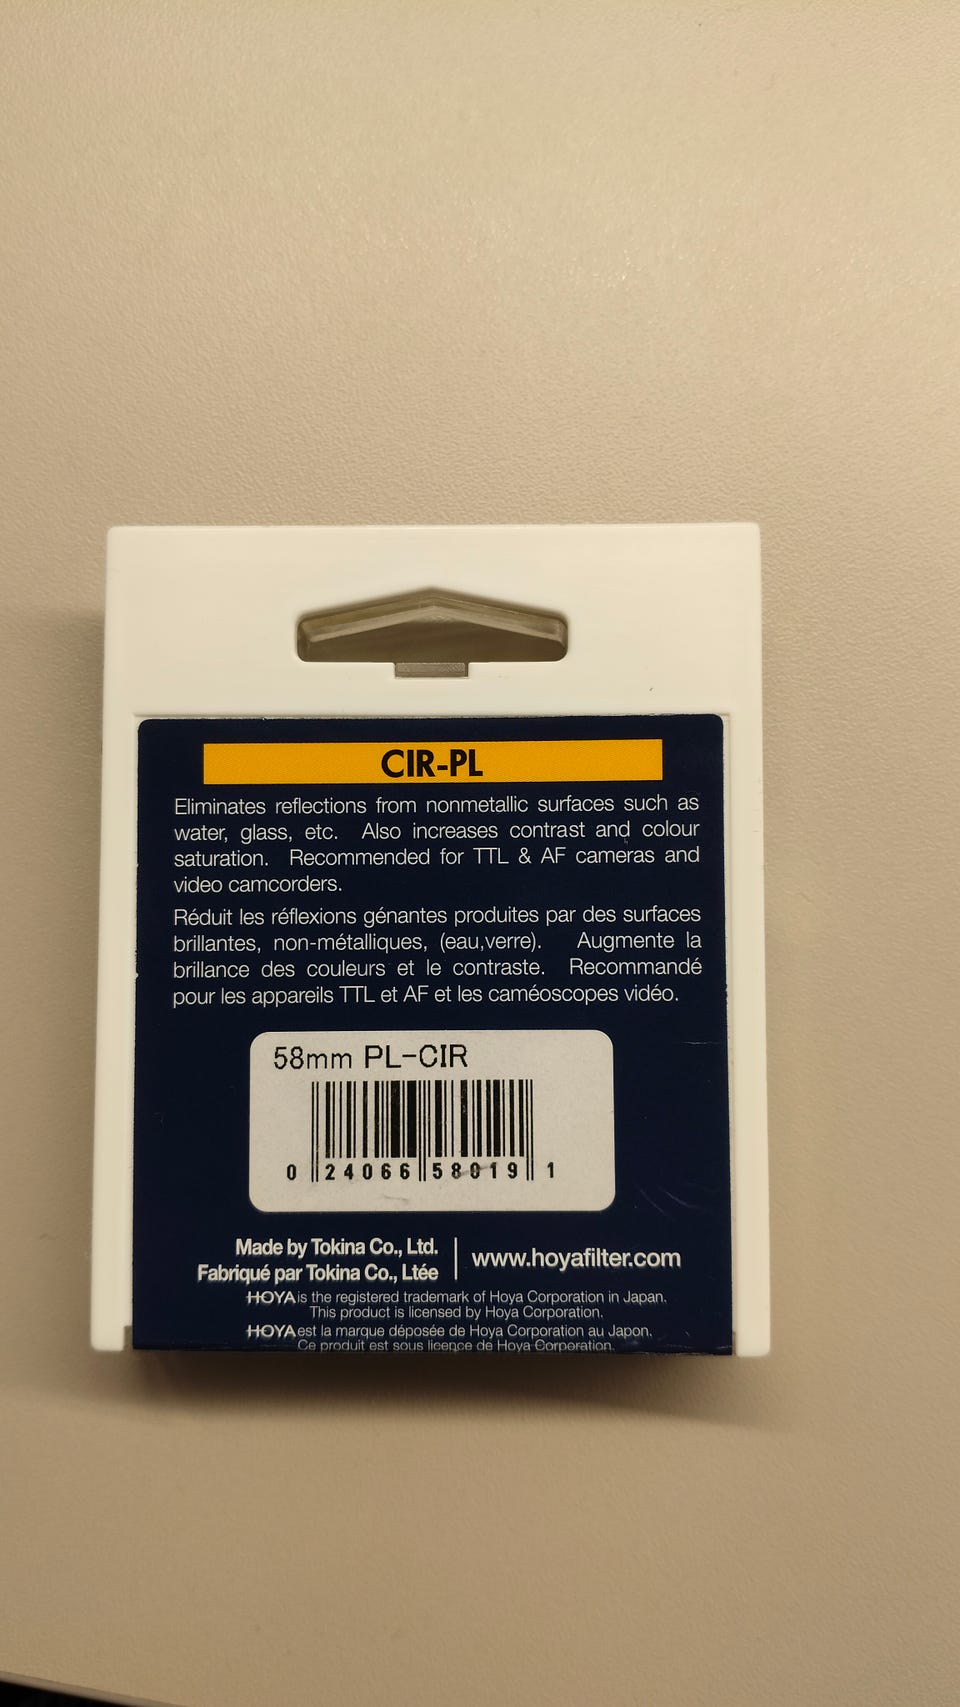 CIR-PL
Eliminates reflections from nonmetallic surfaces such as
water, glass, etc. Also increases contrast and colour
saturation. Recommended for TTL & AF cameras and
video camcorders.
Réduit les réflexions génantes produites par des surfaces
brillantes, non-métalliques, (eau,verre). Augmente la
brillance des couleurs et le contraste. Recommandé
pour les appareils TTL et AF et les caméoscopes vidéo.
58mm PL-CIR
0 24066 58019 1
Made by Tokina Co., Ltd.
Fabriqué par Tokina Co., Ltée
www.hoyafilter.com
HOYA is the registered trademark of Hoya Corporation in Japan.
This product is licensed by Hoya Corporation.
HOYA est la marque déposée de Hoya Corporation au Japon.
Ce produit est sous licence de Hoya Corporation.